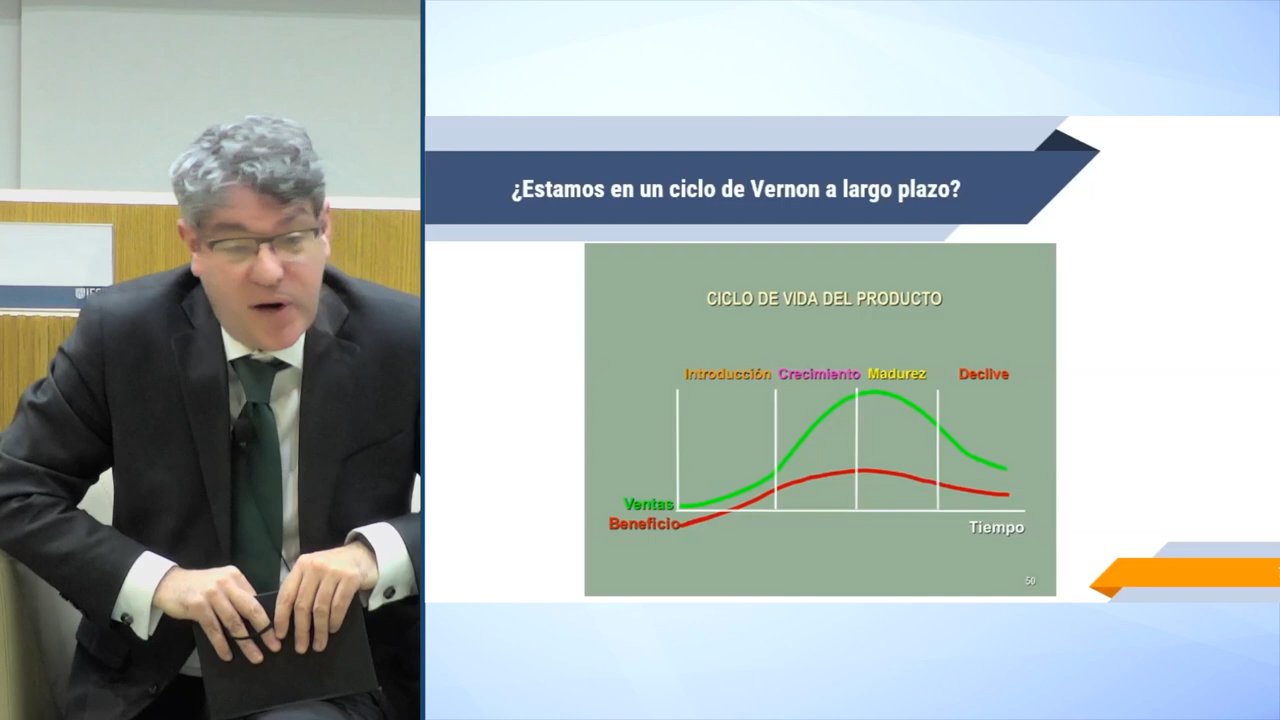 ¿Estamos en un ciclo de Vernon a largo plazo?
CICLO DE VIDA DEL PRODUCTO
Introducción Crecimiento Madurez Declive
Ventas
Beneficio
Tiempo
50